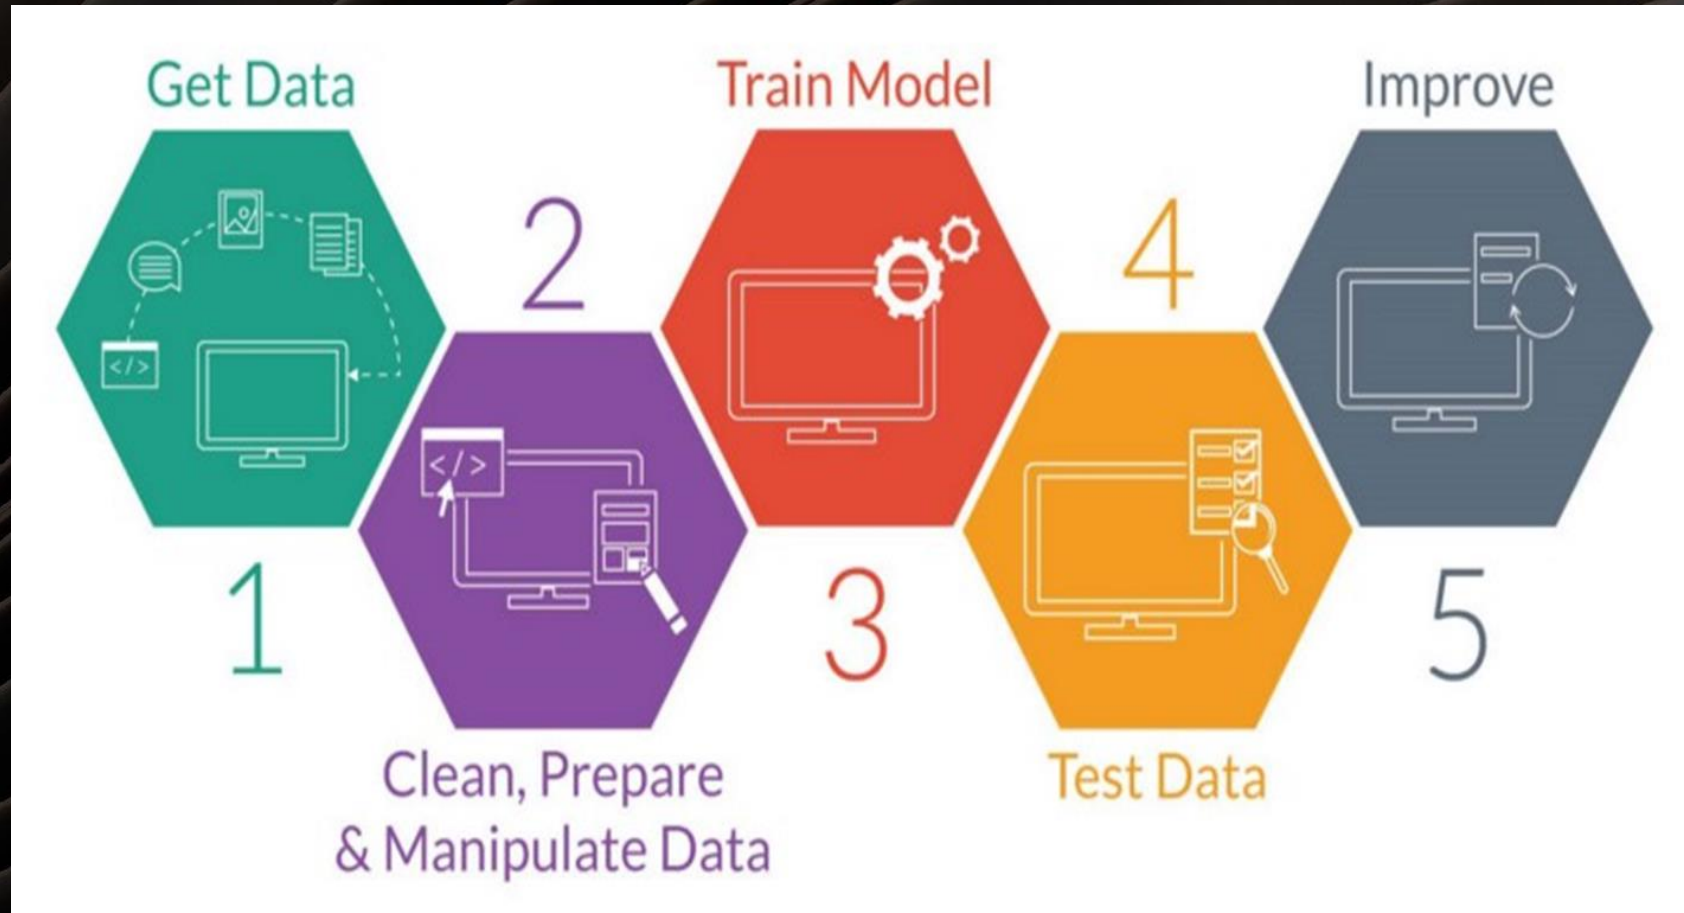 Get Data
1
</>
2
</>
Clean, Prepare
& Manipulate Data
Train Model
3
4
Test Data
Improve
5